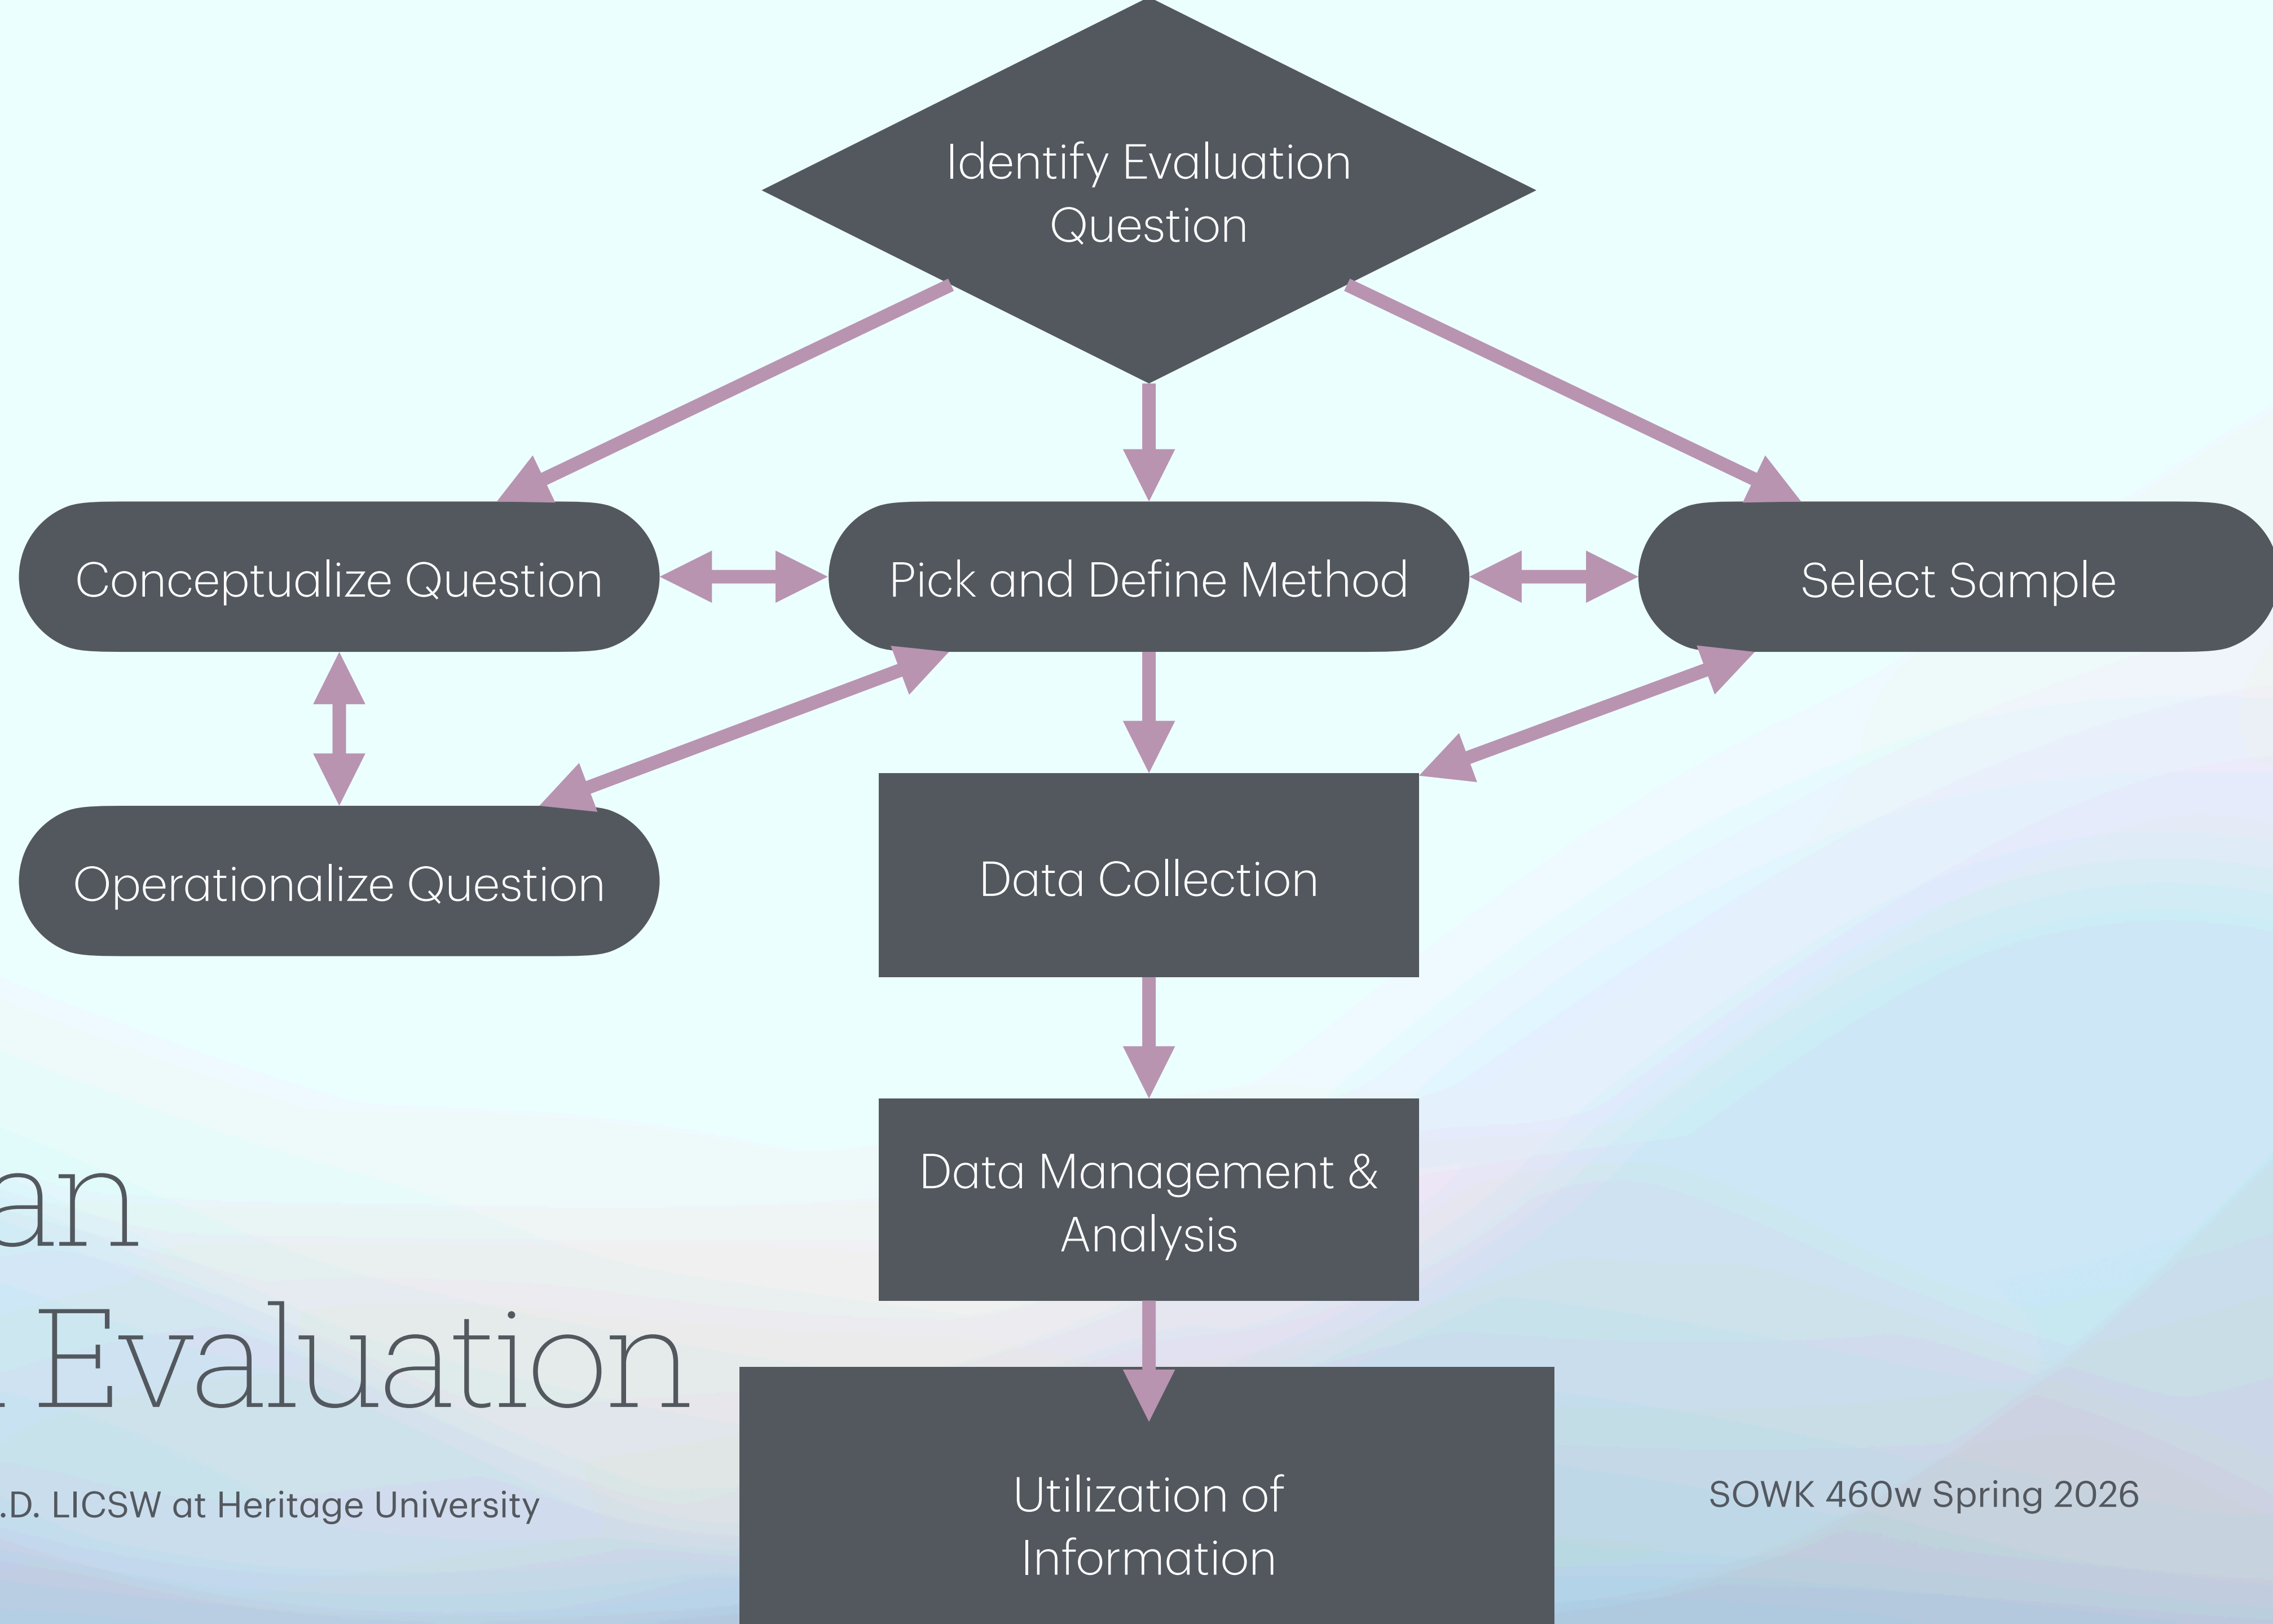 Identify Evaluation
Question
Conceptualize Question
Pick and Define Method
Select Sample
Operationalize Question
Data Collection
Data Management &
Analysis
Utilization of
Information
an
Evaluation
.D. LICSW at Heritage University
SOWK 460w Spring 2026